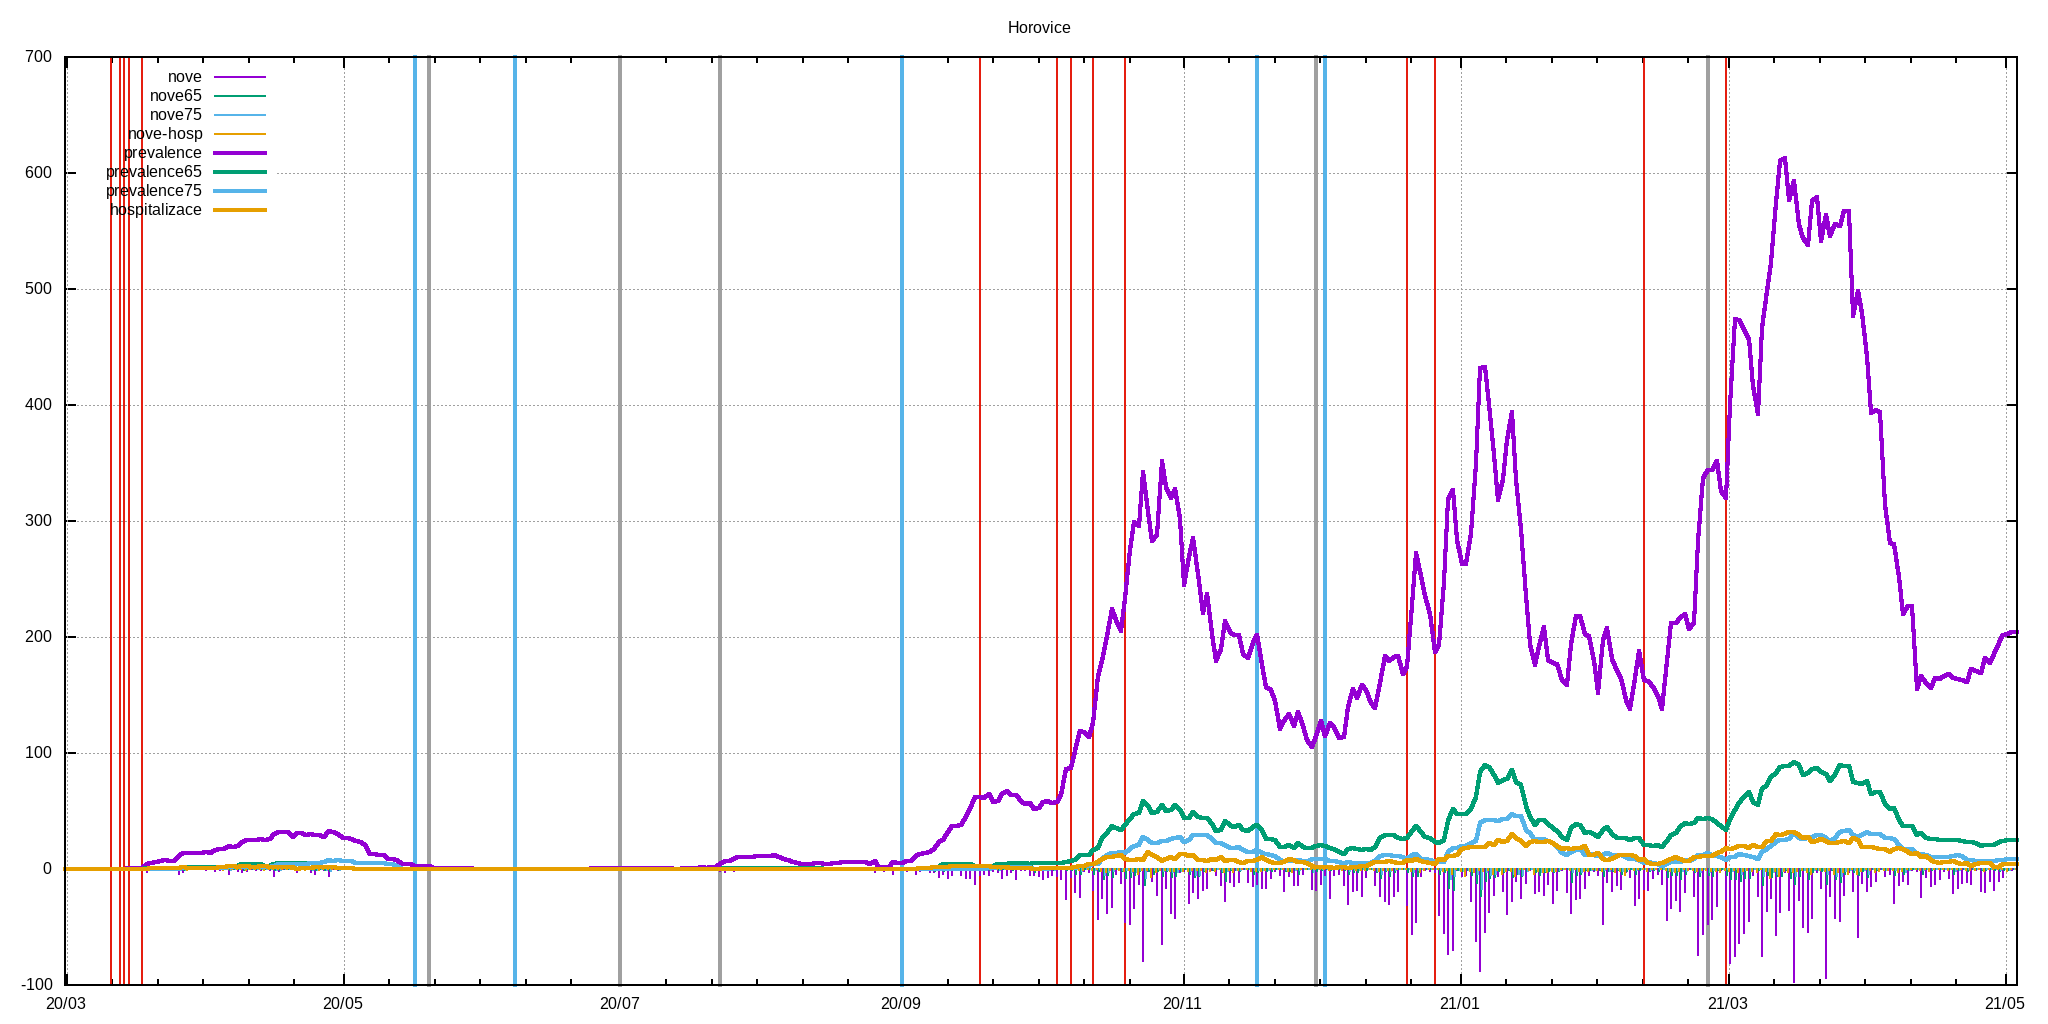 Horovice
700
nove
nove65
600
nove75
nove-hosp
prevalence
prevalence65
prevalence75
hospitalizace
500
400
300
200
100
0
-100
20/03 20/05 20/07 20/09 20/11 21/01 21/03 21/05